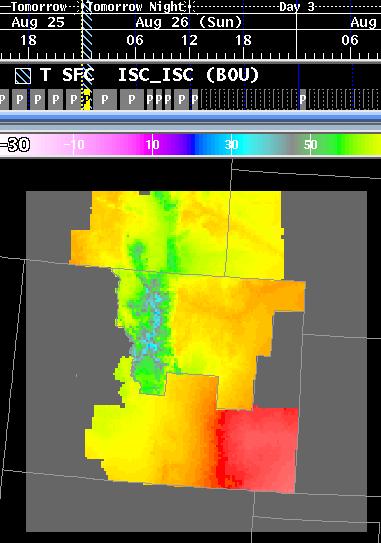 Tomorrow Tomorrow Night Day 3
Aug 25 Aug 26 (Sun) Aug
18 06 12 18 06
T SFC ISC_ISC (BOU)
P P P P P P P P P P P P P P
-30 -10 10 30 50